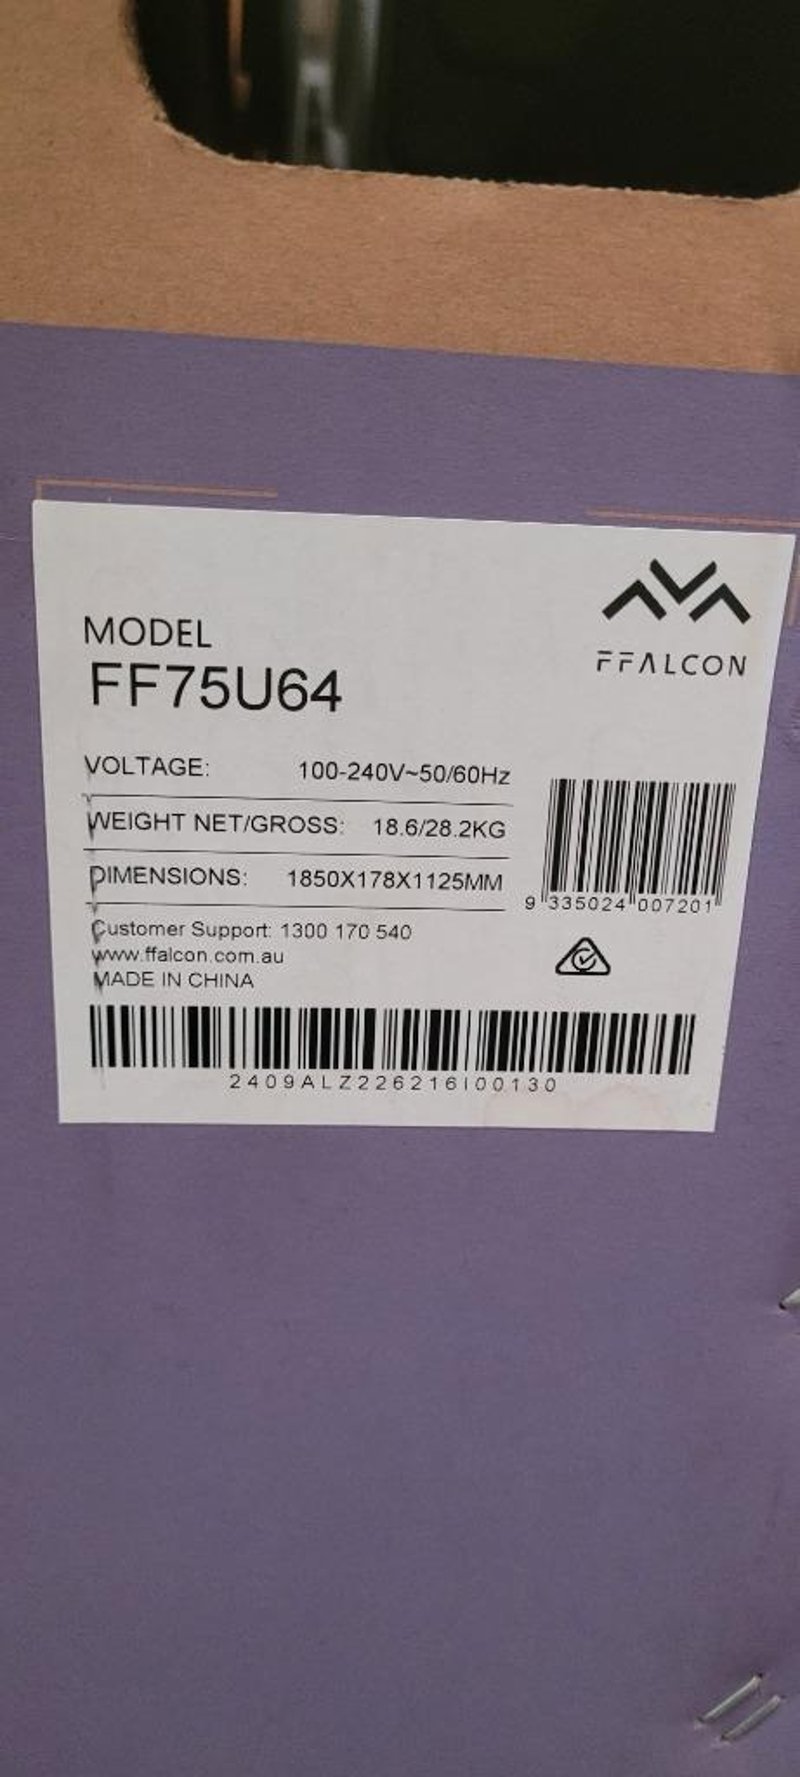 FFALCON
MODEL
FF75U64
VOLTAGE: 100-240V~50/60Hz
WEIGHT NET/GROSS: 18.6/28.2KG
DIMENSIONS: 1850X178X1125MM
9 335024 007201
Customer Support: 1300 170 540
www.ffalcon.com.au
MADE IN CHINA
2409ALZ226216I00130